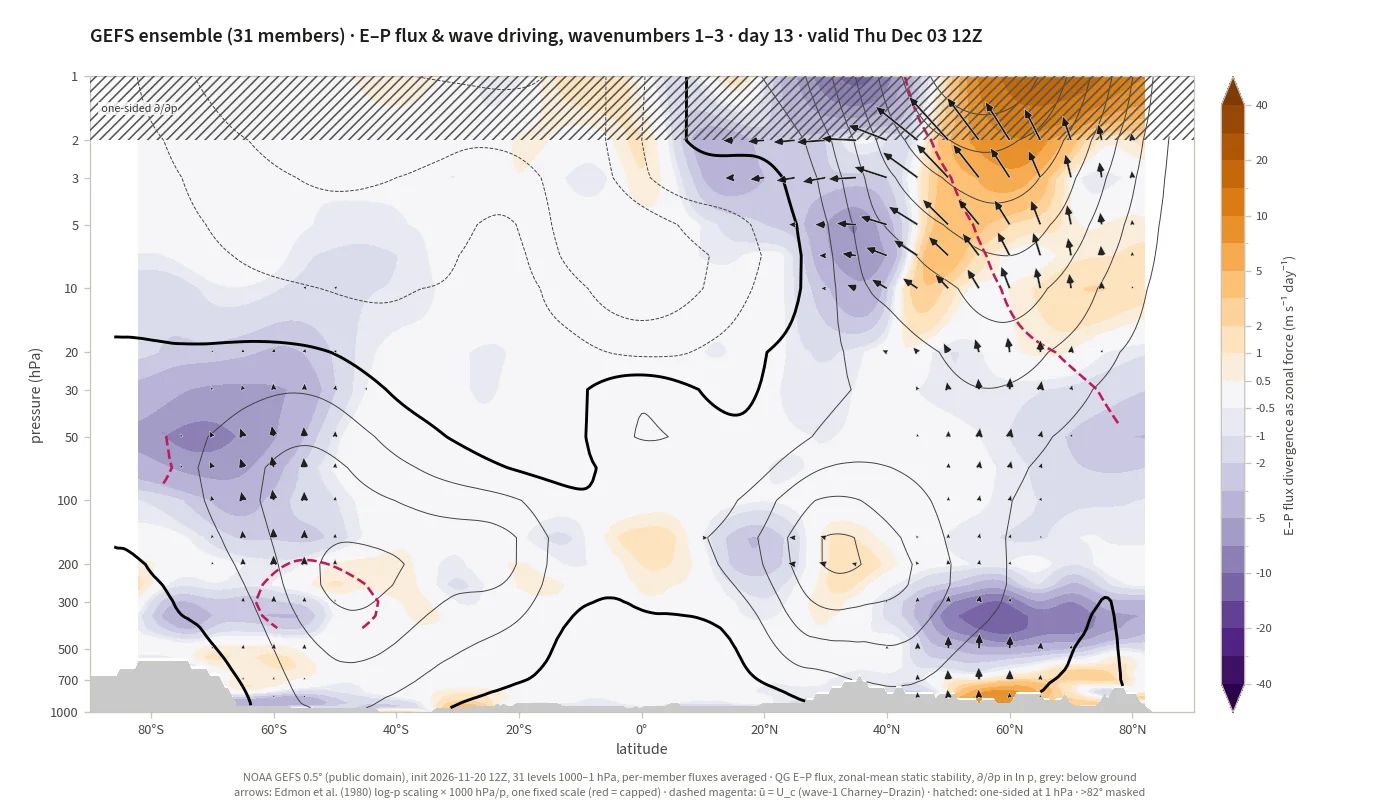 GEFS ensemble (31 members) · E–P flux & wave driving, wavenumbers 1–3 · day 13 · valid Thu Dec 03 12Z
one-sided ∂/∂p
pressure (hPa)
1
2
3
5
10
20
30
50
100
200
300
500
700
1000
80°S
60°S
40°S
20°S
0°
20°N
40°N
60°N
80°N
latitude
40
20
10
5
2
1
0.5
-0.5
-1
-2
-5
-10
-20
-40
E–P flux divergence as zonal force (m s⁻¹ day⁻¹)
NOAA GEFS 0.5° (public domain), init 2026-11-20 12Z, 31 levels 1000–1 hPa, per-member fluxes averaged · QG E–P flux, zonal-mean static stability, ∂/∂p in ln p, grey: below ground
arrows: Edmon et al. (1980) log-p scaling × 1000 hPa/p, one fixed scale (red = capped) · dashed magenta: ū = U_c (wave-1 Charney–Drazin) · hatched: one-sided at 1 hPa · >82° masked